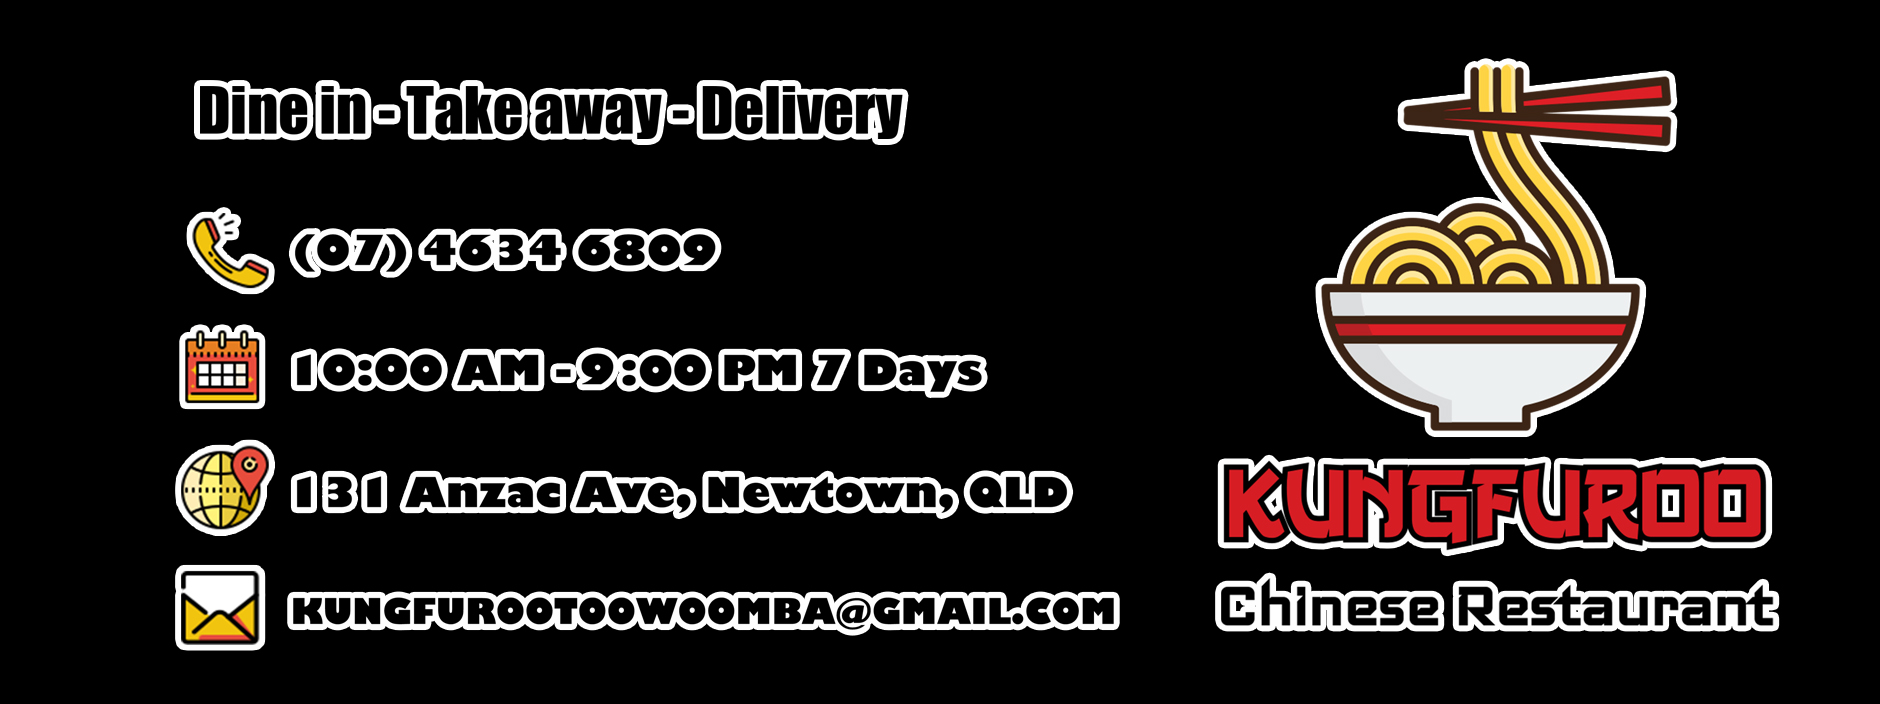 Dine in - Take away - Delivery
(07) 4634 6809
10:00 AM - 9:00 PM 7 Days
131 Anzac Ave, Newtown, QLD
KUNGFUROOTOOWOOMBA@GMAIL.COM
KUNGFUROO
Chinese Restaurant